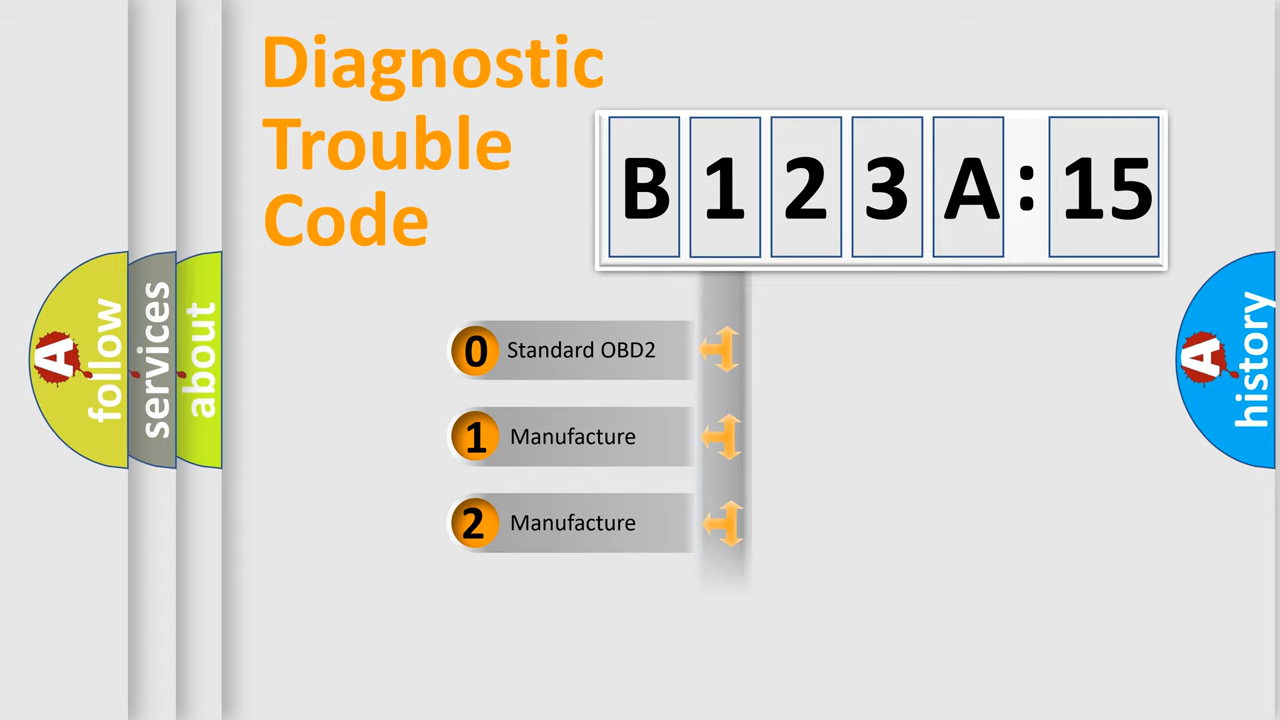 Diagnostic
Trouble
Code
B 1 2 3 A : 15
0 Standard OBD2
1 Manufacture
2 Manufacture
A follow
services
about
A history